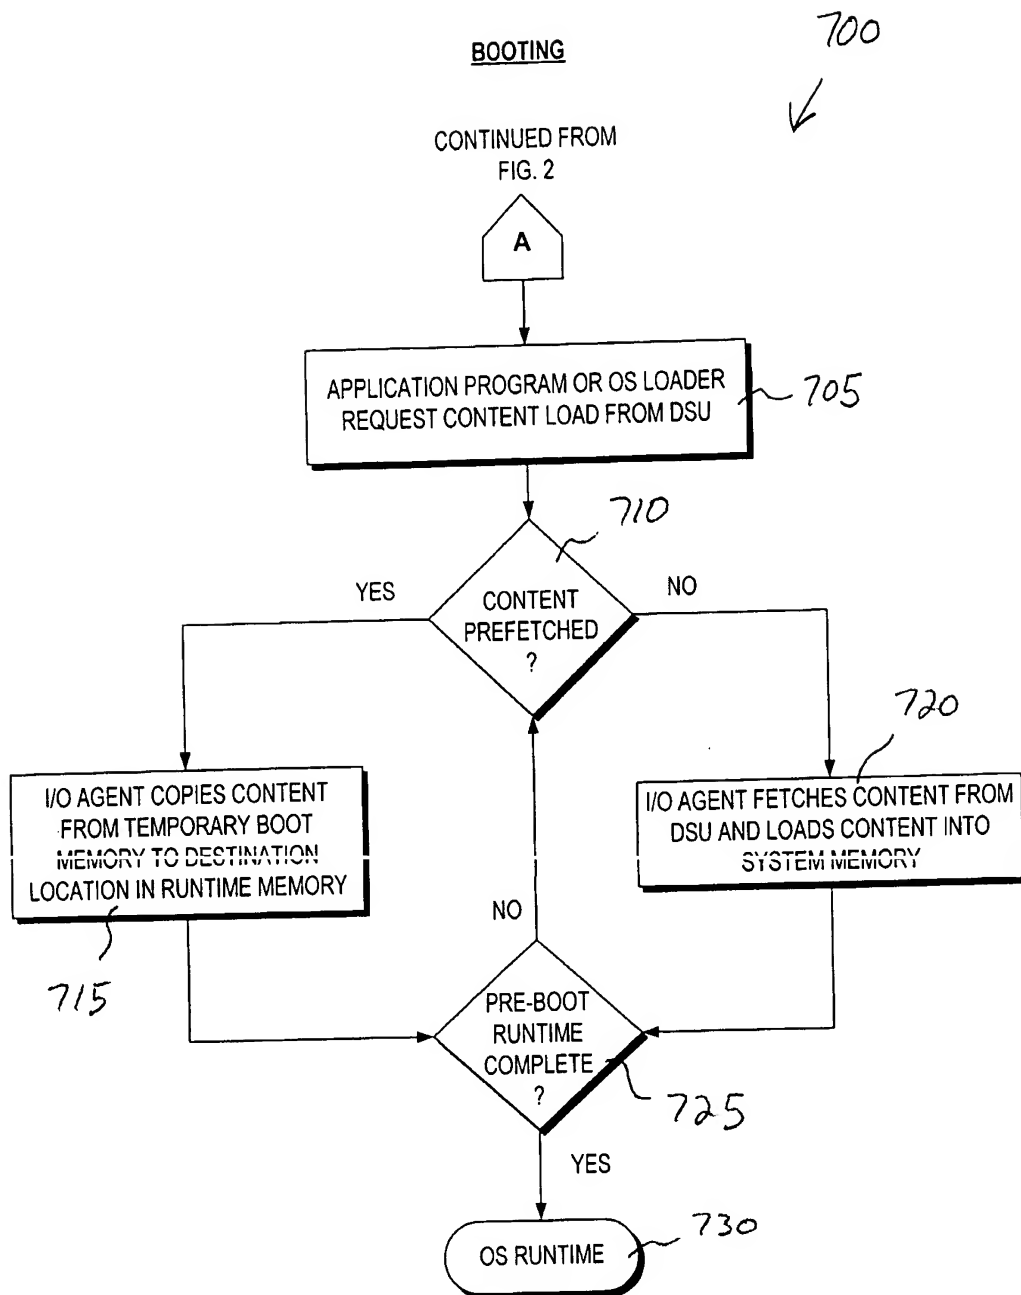 BOOTING
700
CONTINUED FROM
FIG. 2
A
APPLICATION PROGRAM OR OS LOADER
REQUEST CONTENT LOAD FROM DSU
705
710
YES
CONTENT
PREFETCHED
?
NO
720
I/O AGENT COPIES CONTENT
FROM TEMPORARY BOOT
MEMORY TO DESTINATION
LOCATION IN RUNTIME MEMORY
715
I/O AGENT FETCHES CONTENT FROM
DSU AND LOADS CONTENT INTO
SYSTEM MEMORY
NO
PRE-BOOT
RUNTIME
COMPLETE
?
725
YES
OS RUNTIME
730